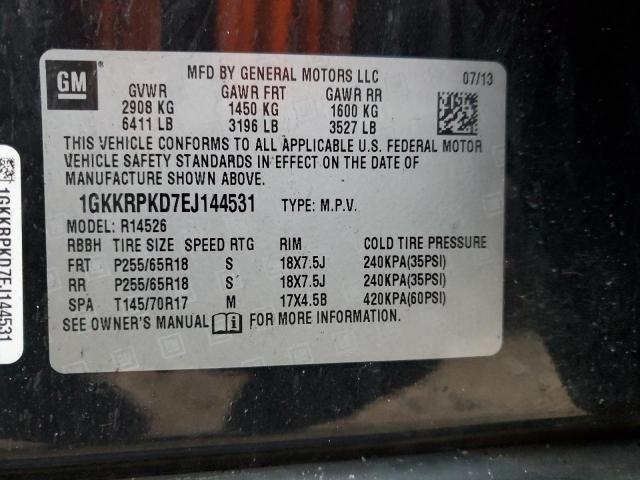 GM
MFD BY GENERAL MOTORS LLC 07/13
GVWR GAWR FRT GAWR RR
2908 KG 1450 KG 1600 KG
6411 LB 3196 LB 3527 LB
THIS VEHICLE CONFORMS TO ALL APPLICABLE U.S. FEDERAL MOTOR
VEHICLE SAFETY STANDARDS IN EFFECT ON THE DATE OF
MANUFACTURE SHOWN ABOVE.
1GKKRPKD7EJ144531 TYPE: M.P.V.
MODEL: R14526
RBBH TIRE SIZE SPEED RTG RIM COLD TIRE PRESSURE
FRT P255/65R18 S 18X7.5J 240KPA(35PSI)
RR P255/65R18 S 18X7.5J 240KPA(35PSI)
SPA T145/70R17 M 17X4.5B 420KPA(60PSI)
SEE OWNER'S MANUAL FOR MORE INFORMATION.
1GKKRPKD7EJ144531